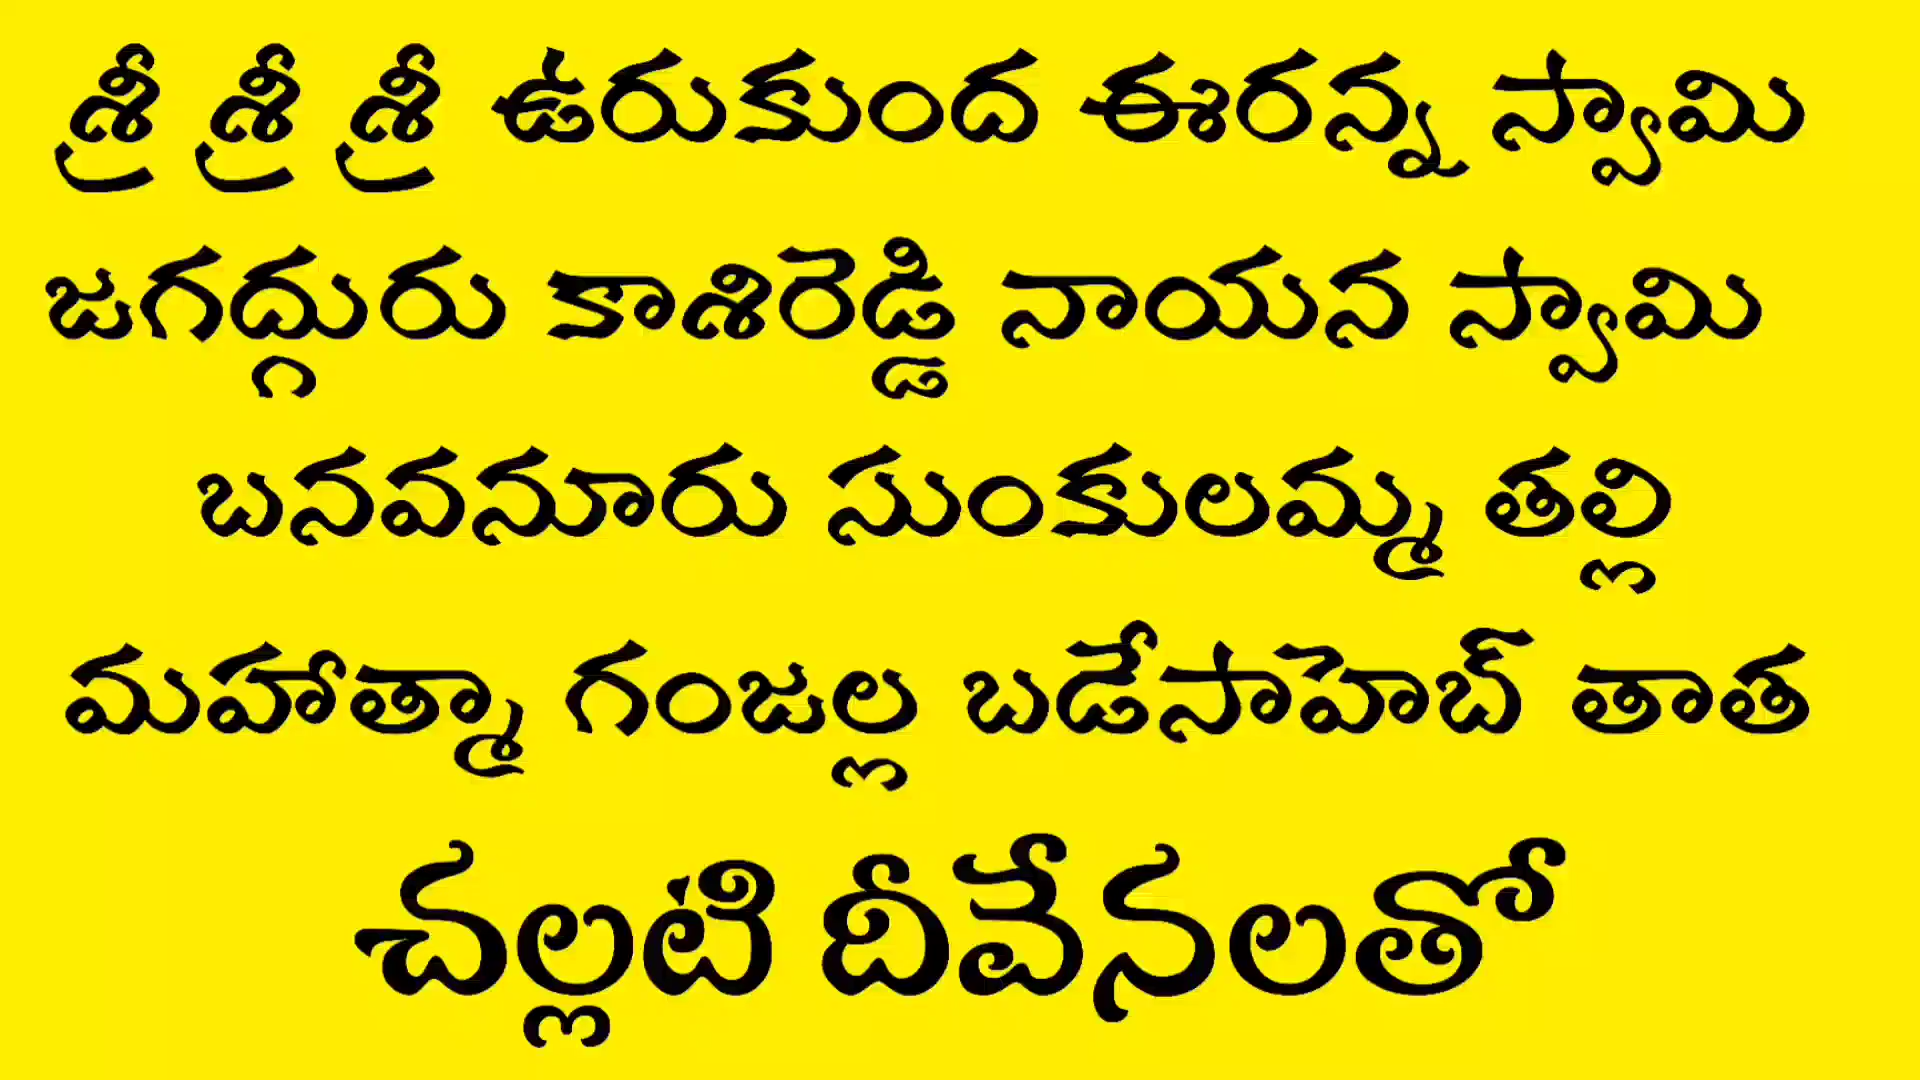 శ్రీ శ్రీ శ్రీ ఉరుకుంద ఈరన్న స్వామి
జగద్గురు కాశిరెడ్డి నాయన స్వామి
బనవనూరు సుంకులమ్మ తల్లి
మహాత్మా గంజల్ల బడేసాహెబ్ తాత
చల్లటి దీవేనలతో